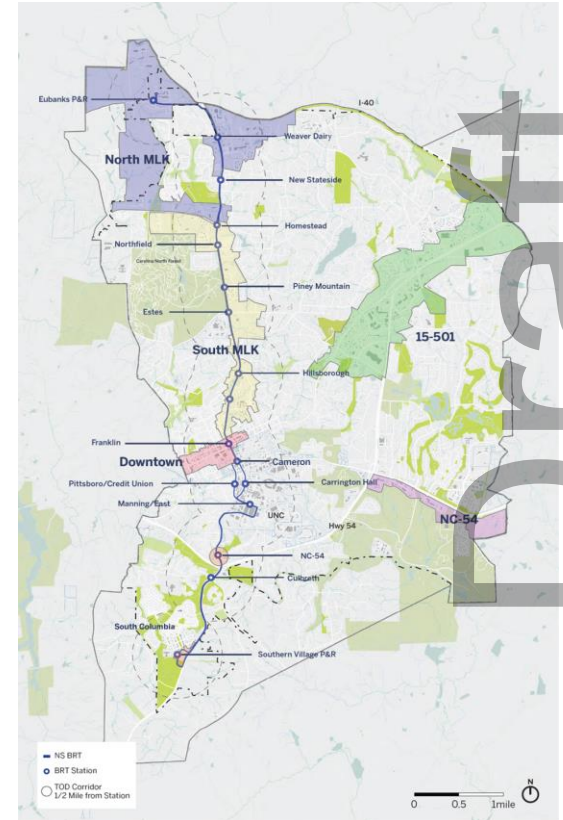 I-40
Eubanks P&R
Weaver Dairy
North MLK
New Stateside
Homestead
Northfield
Carolina North Forest
Piney Mountain
Estes
15-501
South MLK
Hillsborough
Franklin
Downtown
Cameron
Pittsboro/Credit Union
Carrington Hall
Manning/East
UNC
NC-54
Hwy 54
NC-54
Culbreth
South Columbia
Southern Village P&R
NS BRT
BRT Station
TOD Corridor
1/2 Mile from Station
N
0 0.5 1mile
Draft